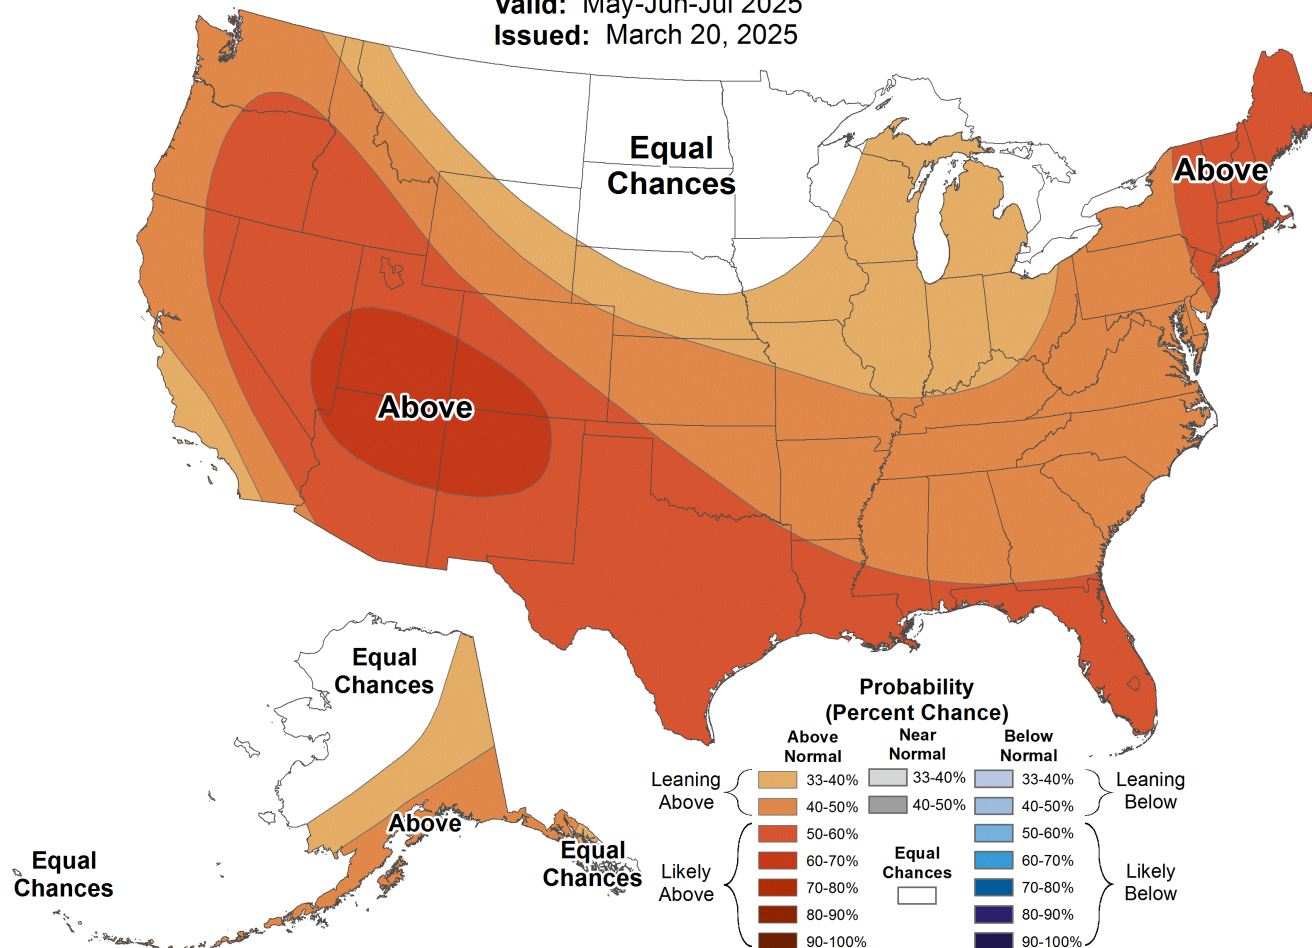 Valid: May-Jun-Jul 2025
Issued: March 20, 2025
Equal
Chances
Above
Above
Equal
Chances
Above
Equal
Chances
Equal
Chances
Probability
(Percent Chance)
Above
Normal
Near
Normal
Below
Normal
Leaning
Above
33-40%
40-50%
33-40%
40-50%
33-40%
40-50%
Leaning
Below
Likely
Above
50-60%
60-70%
70-80%
80-90%
90-100%
Equal
Chances
50-60%
60-70%
70-80%
80-90%
90-100%
Likely
Below